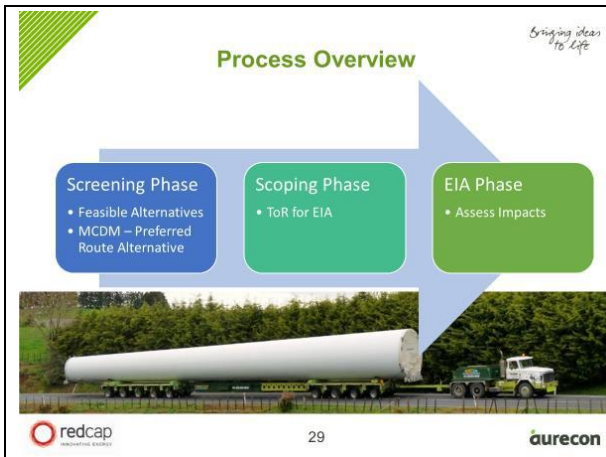 Bringing ideas
to life
Process Overview
Screening Phase
• Feasible Alternatives
• MCDM – Preferred
Route Alternative
Scoping Phase
• ToR for EIA
EIA Phase
• Assess Impacts
redcap
INNOVATING ENERGY
29
aurecon